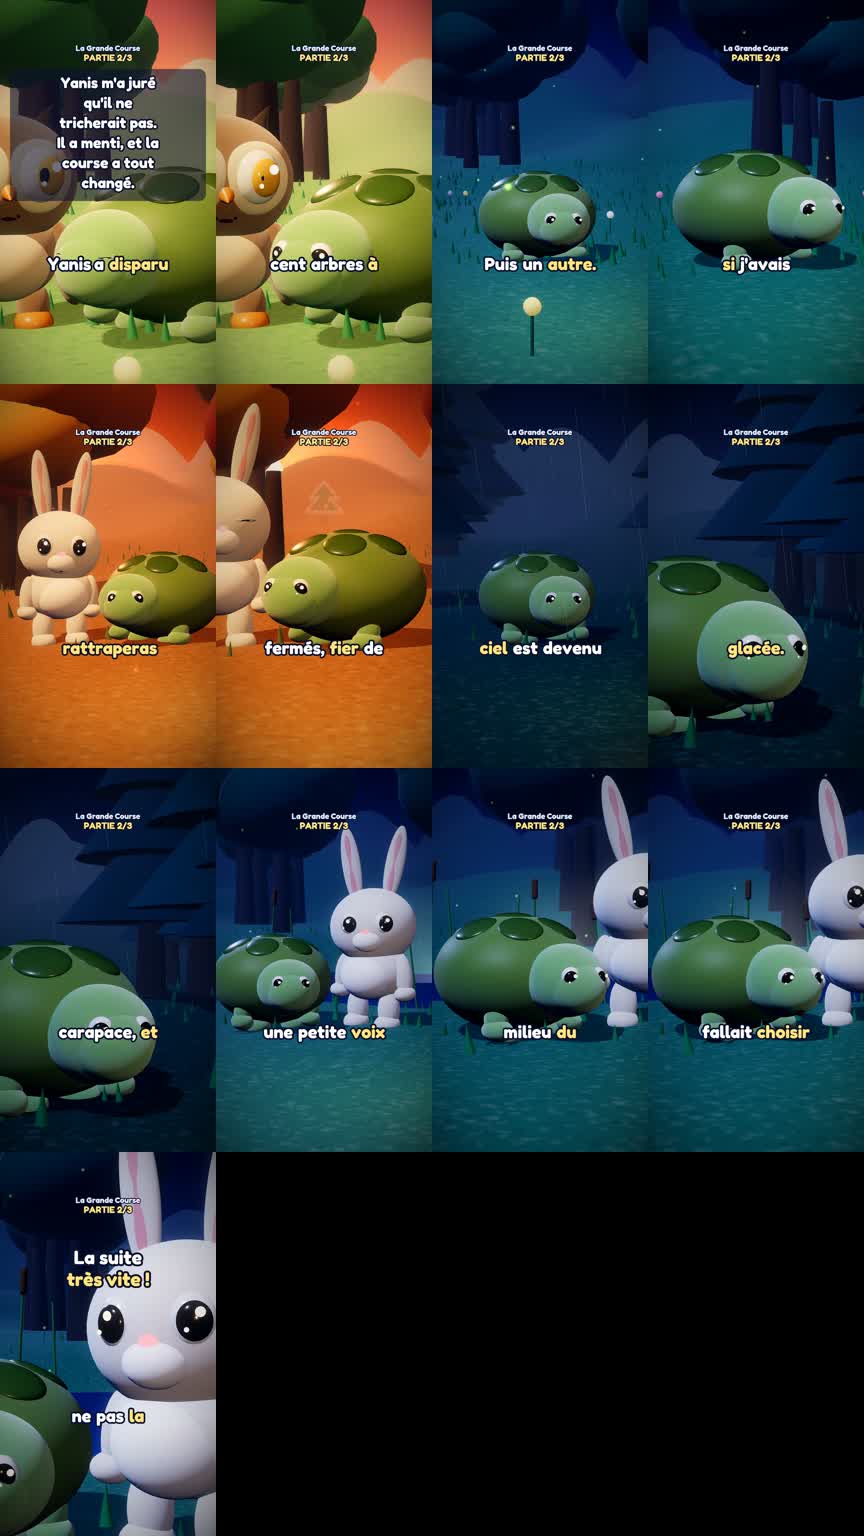 La Grande Course
PARTIE 2/3
Yanis m'a juré
qu'il ne
tricherait pas.
Il a menti, et la
course a tout
changé.
Yanis a disparu
La Grande Course
PARTIE 2/3
cent arbres à
La Grande Course
PARTIE 2/3
Puis un autre.
La Grande Course
PARTIE 2/3
si j'avais
La Grande Course
PARTIE 2/3
rattraperas
La Grande Course
PARTIE 2/3
fermés, fier de
La Grande Course
PARTIE 2/3
ciel est devenu
La Grande Course
PARTIE 2/3
glacée.
La Grande Course
PARTIE 2/3
carapace, et
La Grande Course
PARTIE 2/3
une petite voix
La Grande Course
PARTIE 2/3
milieu du
La Grande Course
PARTIE 2/3
fallait choisir
La Grande Course
PARTIE 2/3
La suite
très vite !
ne pas la